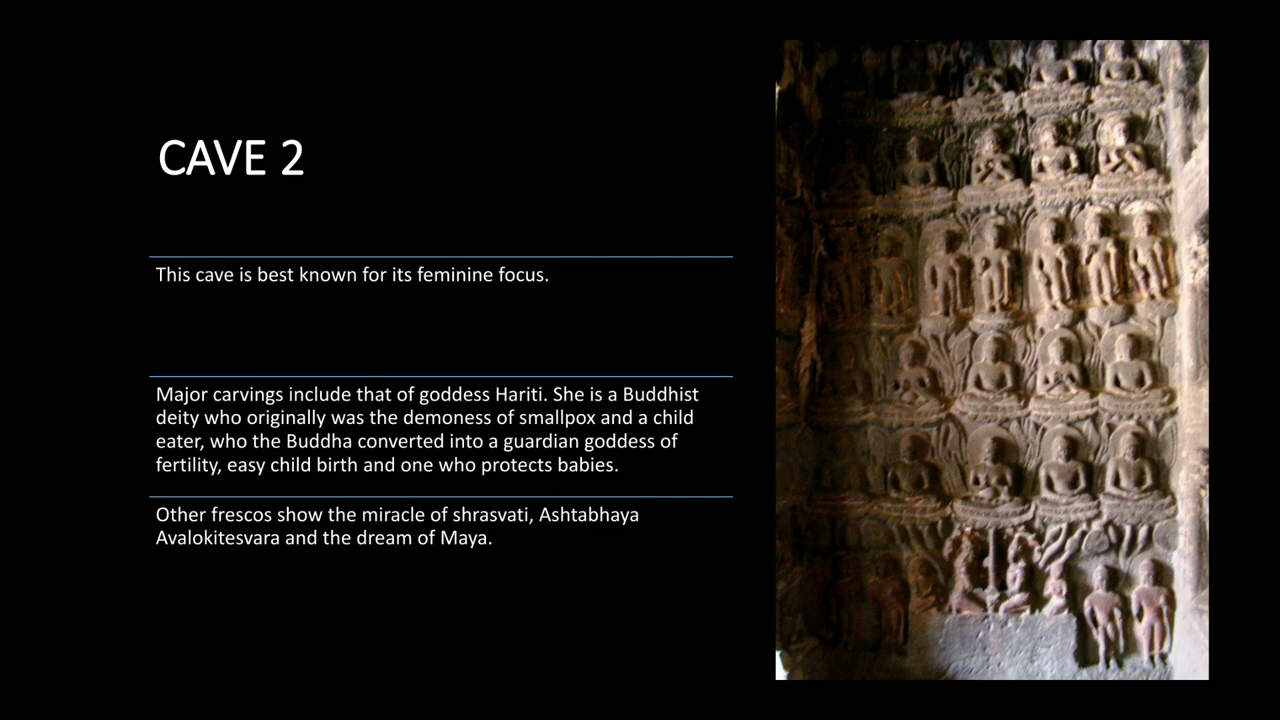 CAVE 2
This cave is best known for its feminine focus.
Major carvings include that of goddess Hariti. She is a Buddhist
deity who originally was the demoness of smallpox and a child
eater, who the Buddha converted into a guardian goddess of
fertility, easy child birth and one who protects babies.
Other frescos show the miracle of shrasvati, Ashtabhaya
Avalokitesvara and the dream of Maya.